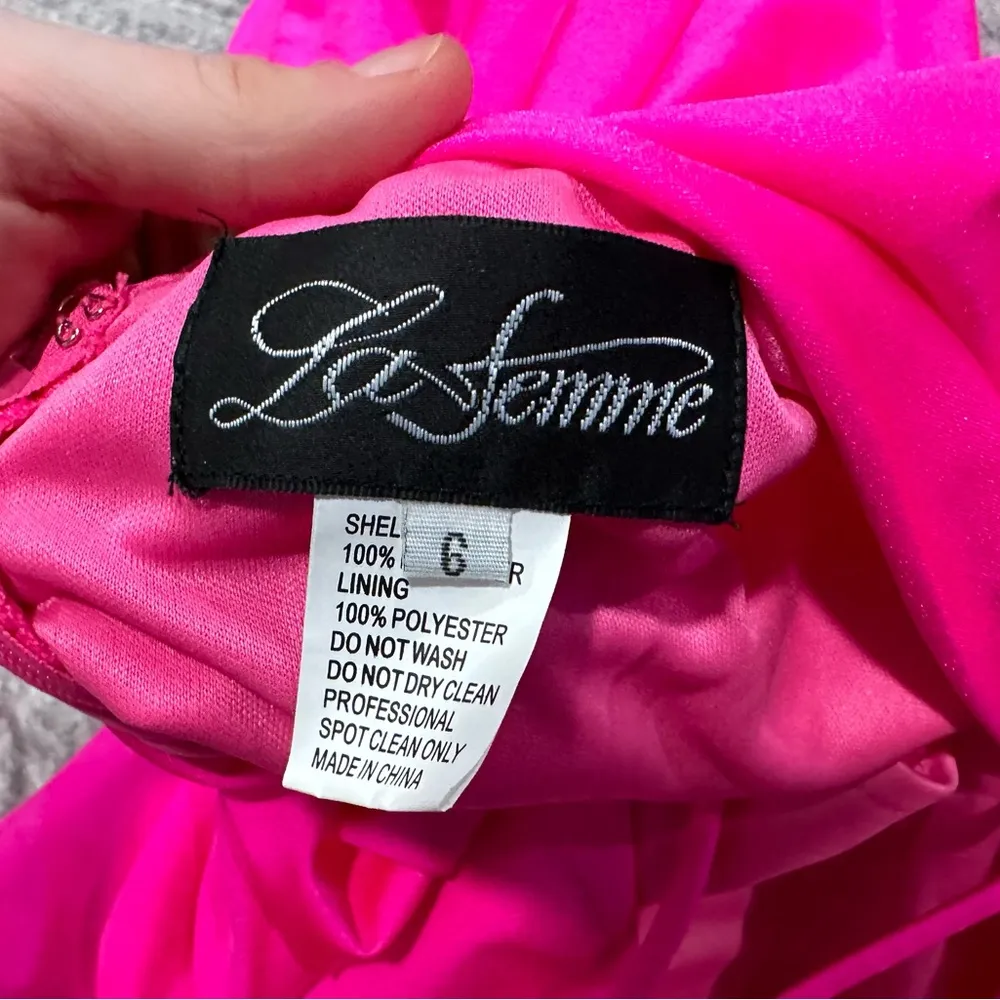 La femme
6
SHEL
100% R
LINING
100% POLYESTER
DO NOT WASH
DO NOT DRY CLEAN
PROFESSIONAL
SPOT CLEAN ONLY
MADE IN CHINA